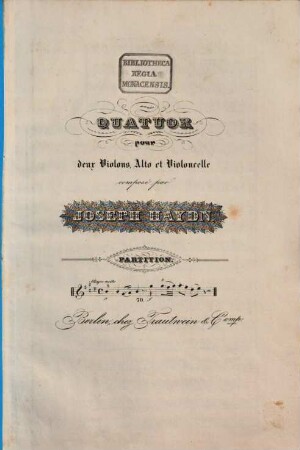 BIBLIOTHECA
REGIA
MONACENSIS.
QUATUOR
pour
deux Violons, Alto et Violoncelle
composé par
JOSEPH HAYDN.
PARTITION.
70.
Berlin, chez Trautwein & Comp.